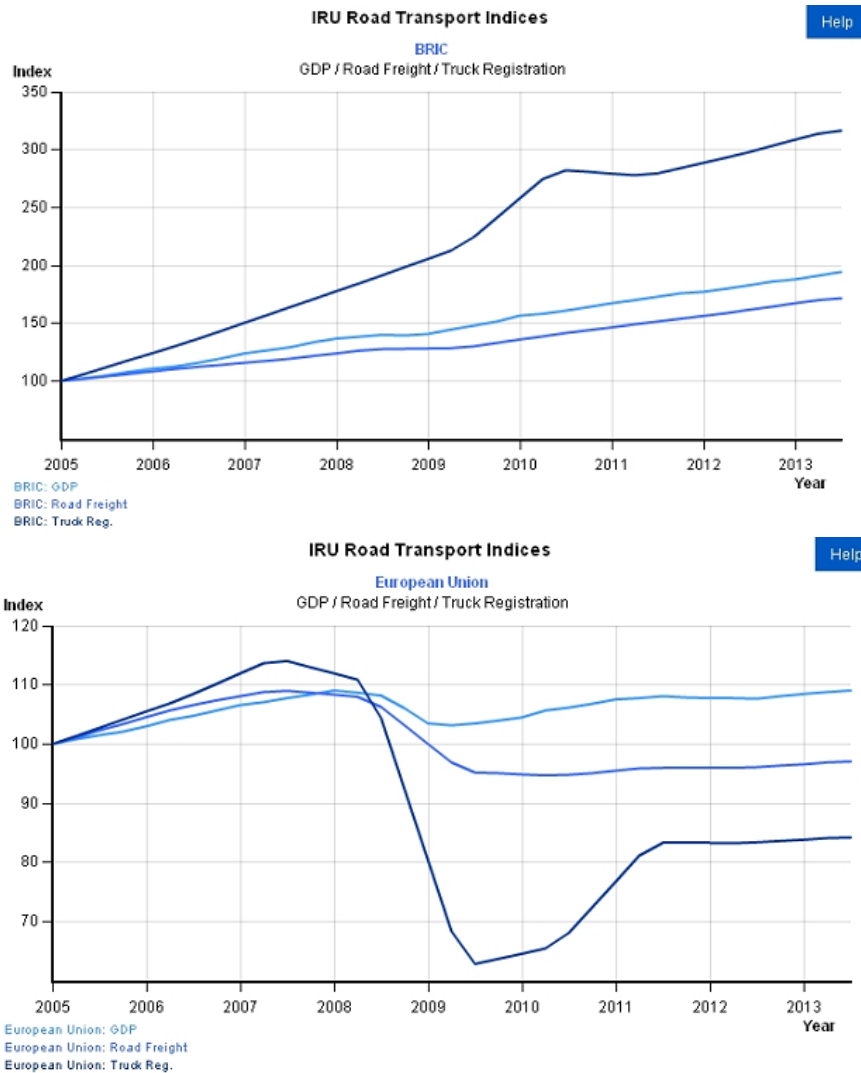 IRU Road Transport Indices
Help
BRIC
GDP / Road Freight / Truck Registration
Index
350
300
250
200
150
100
2005 2006 2007 2008 2009 2010 2011 2012 2013
Year
BRIC: GDP
BRIC: Road Freight
BRIC: Truck Reg.
IRU Road Transport Indices
Help
European Union
GDP / Road Freight / Truck Registration
Index
120
110
100
90
80
70
2005 2006 2007 2008 2009 2010 2011 2012 2013
Year
European Union: GDP
European Union: Road Freight
European Union: Truck Reg.